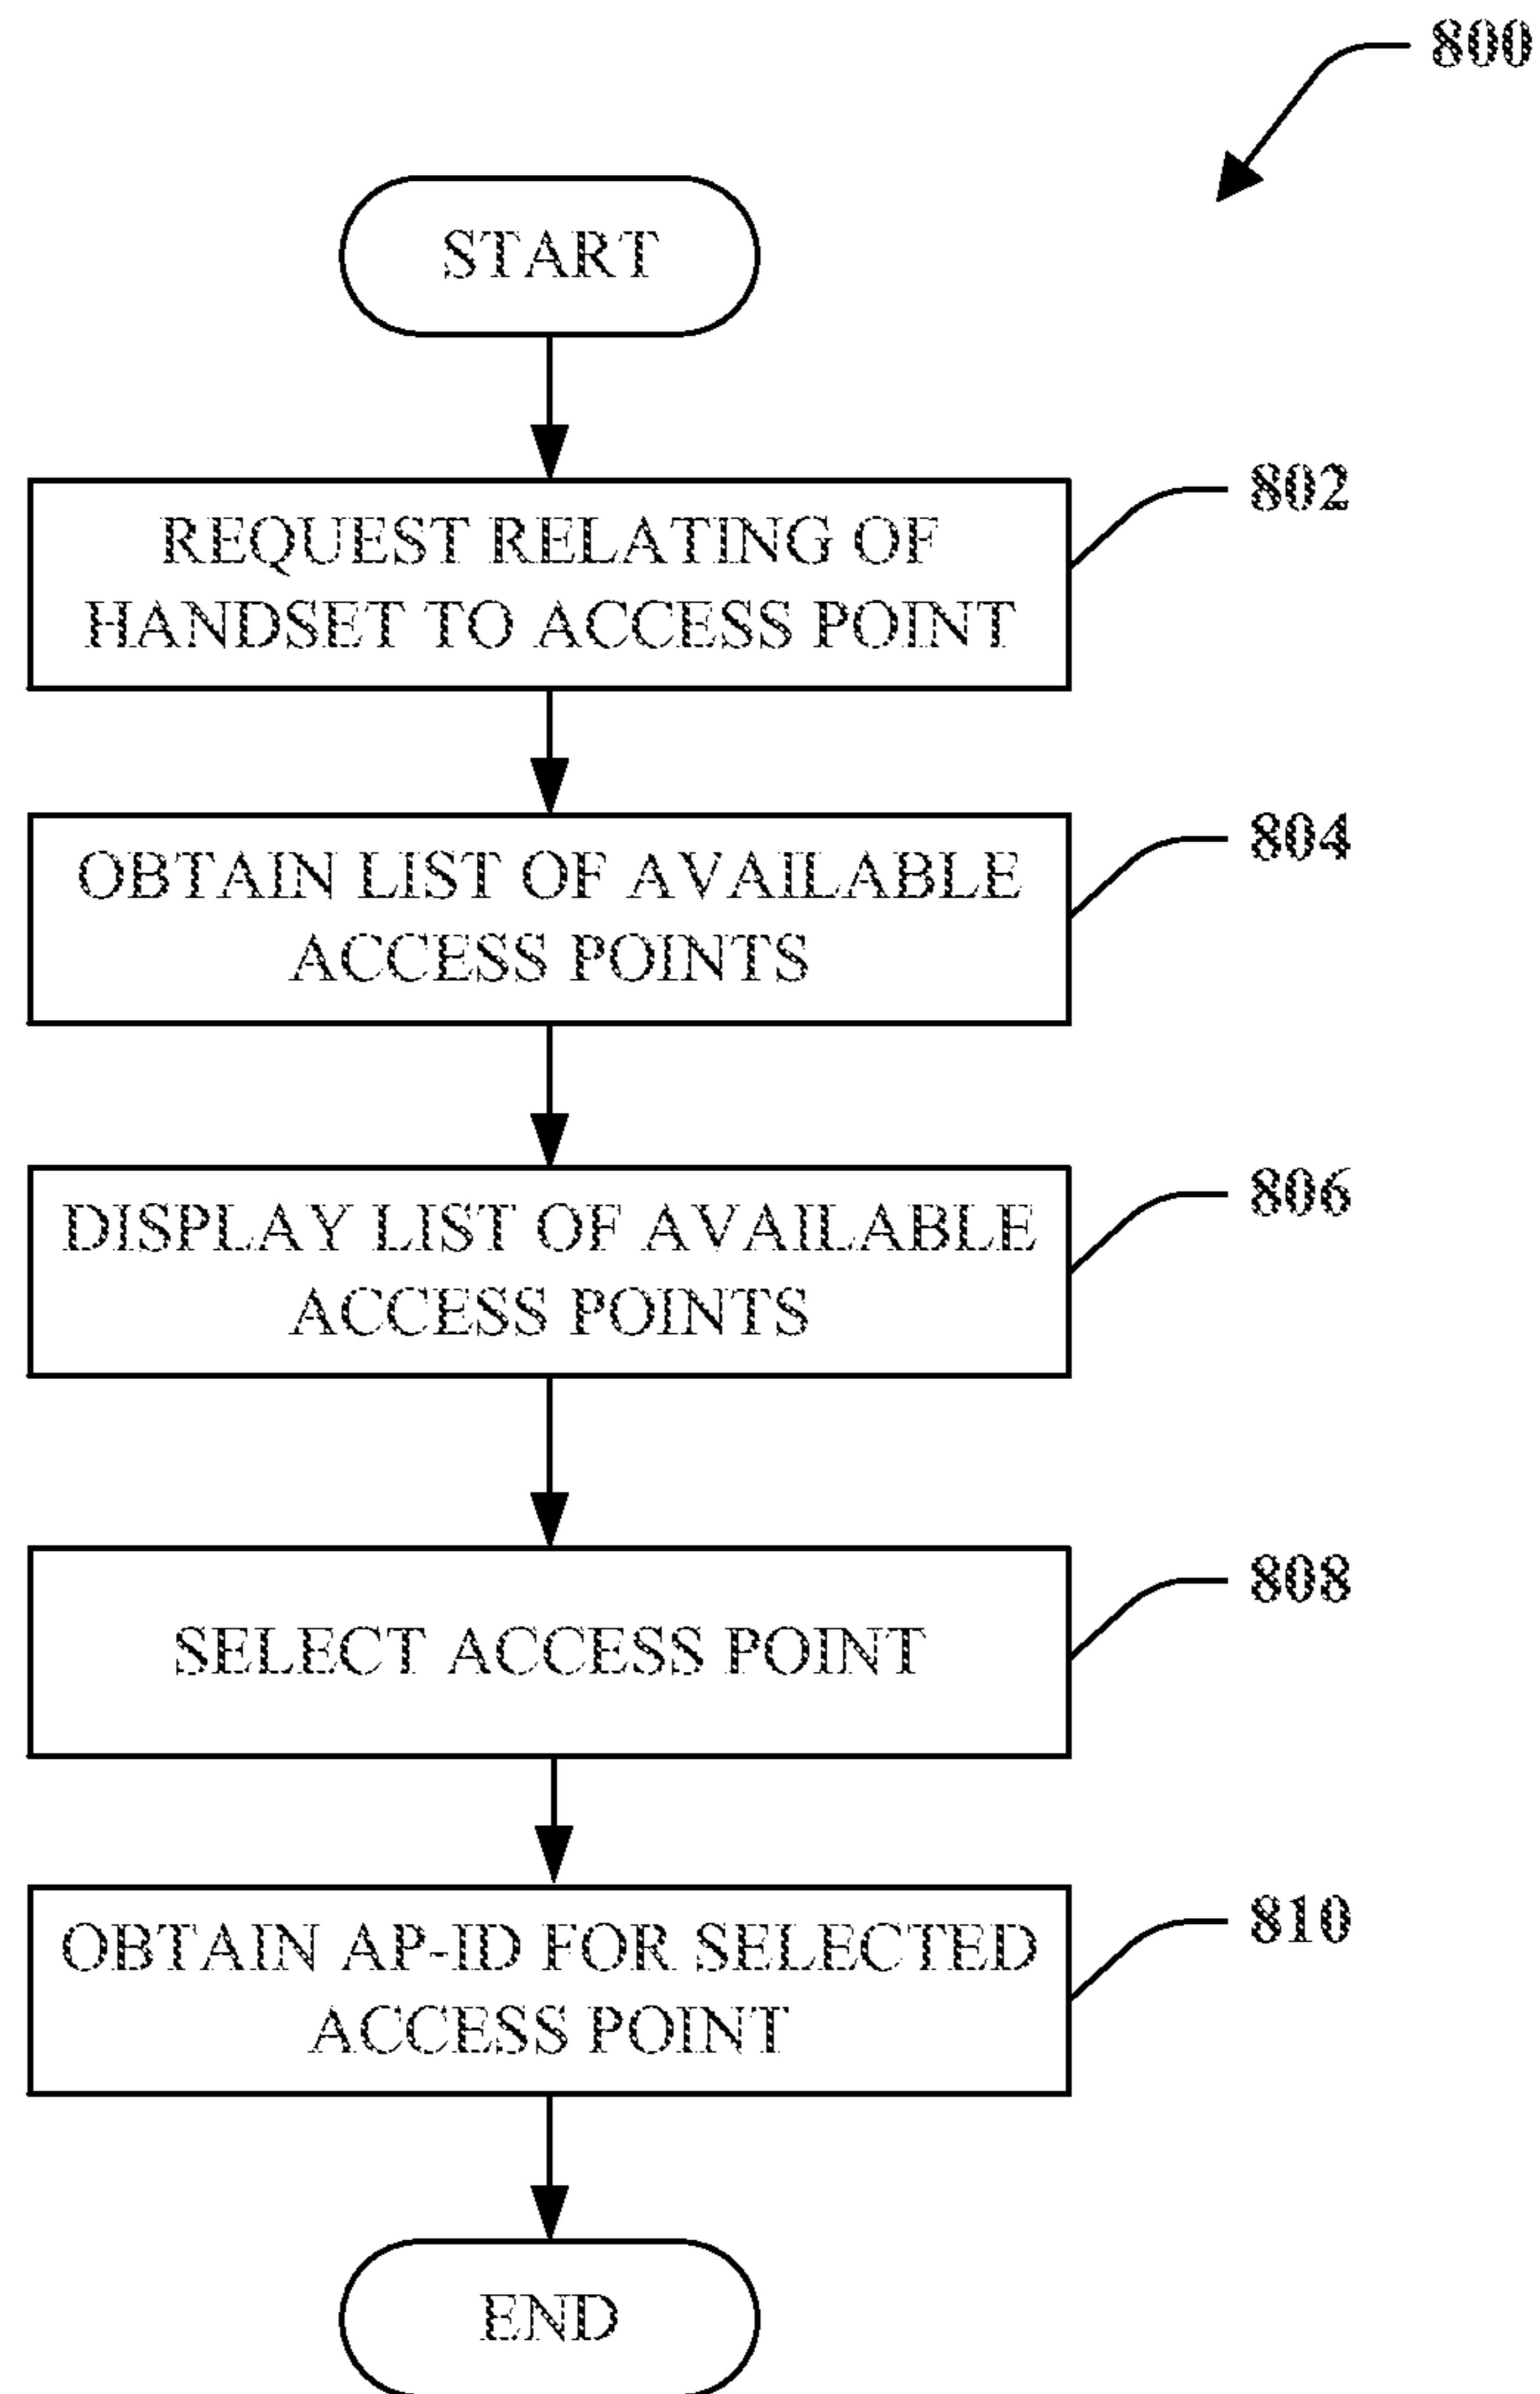 800
START
802
REQUEST RELATING OF
HANDSET TO ACCESS POINT
804
OBTAIN LIST OF AVAILABLE
ACCESS POINTS
806
DISPLAY LIST OF AVAILABLE
ACCESS POINTS
808
SELECT ACCESS POINT
810
OBTAIN AP-ID FOR SELECTED
ACCESS POINT
END